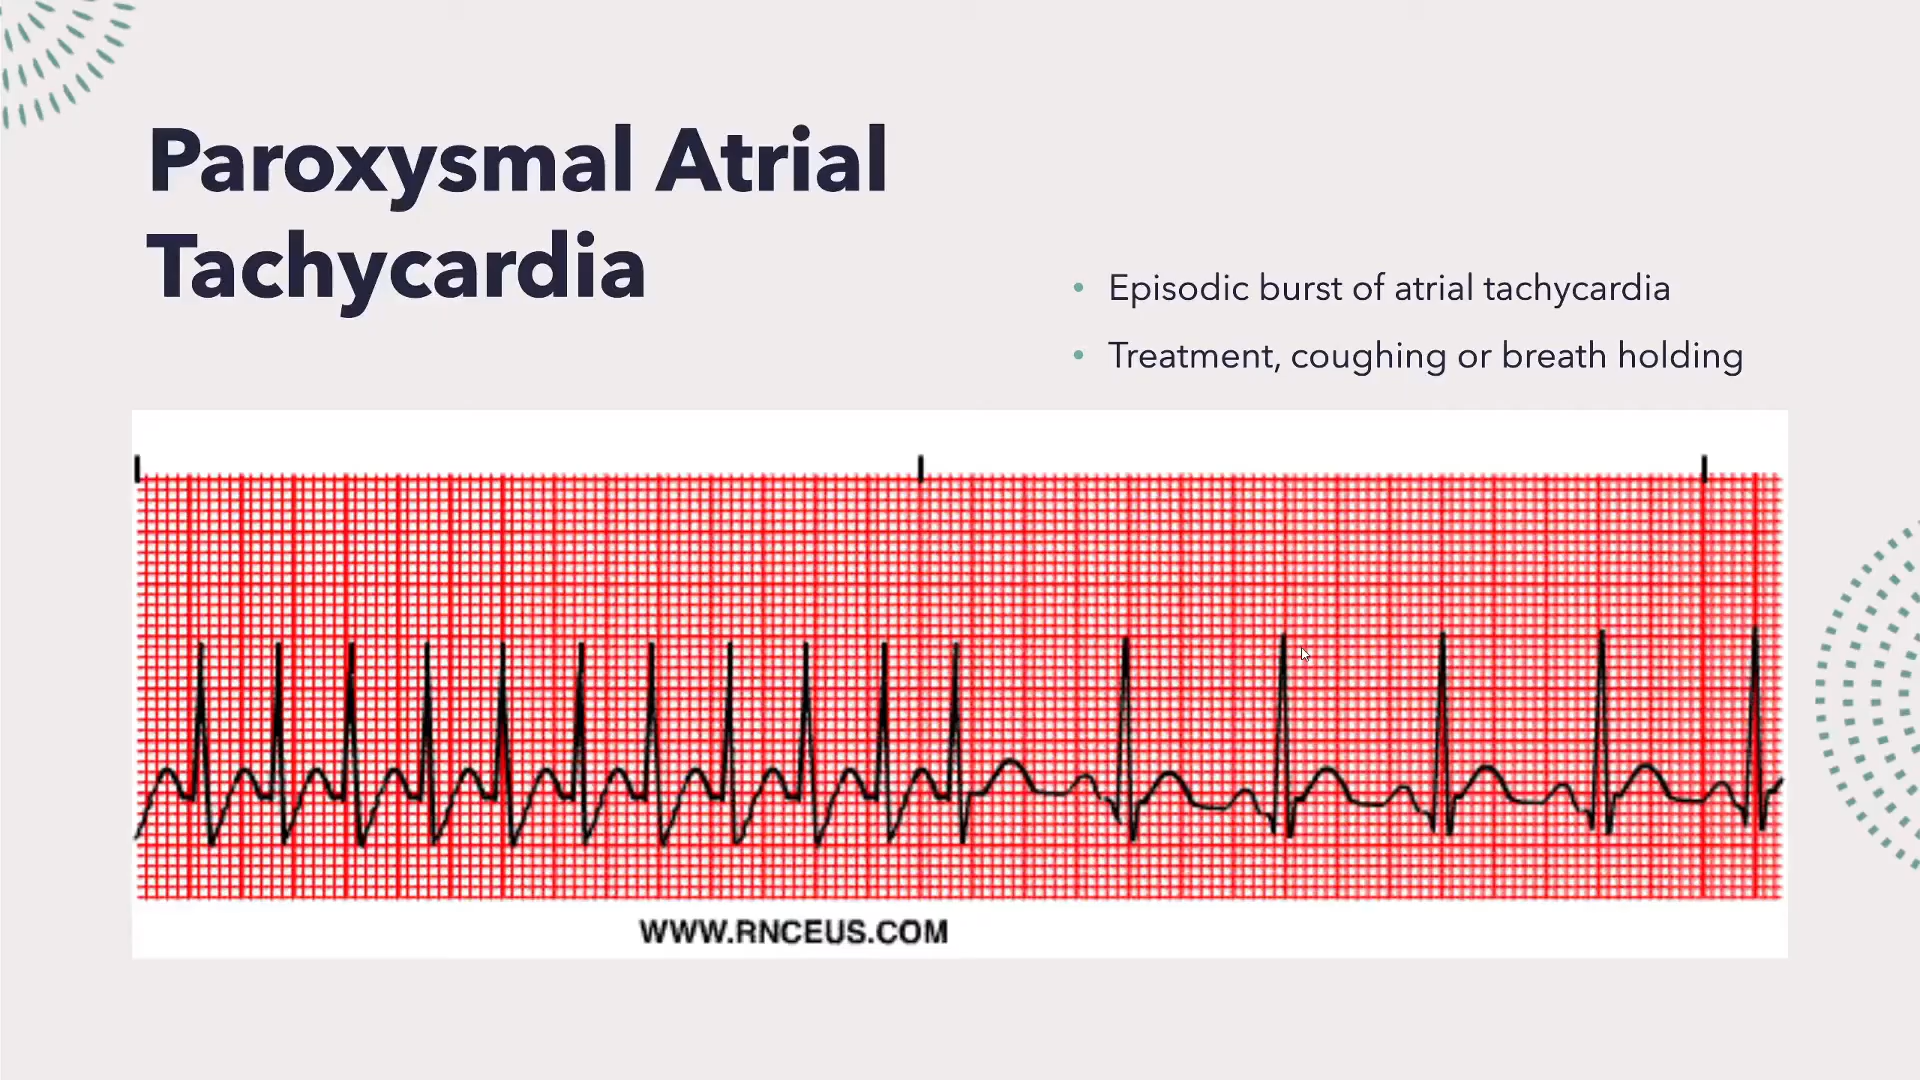 Paroxysmal Atrial
Tachycardia
• Episodic burst of atrial tachycardia
• Treatment, coughing or breath holding
WWW.RNCEUS.COM